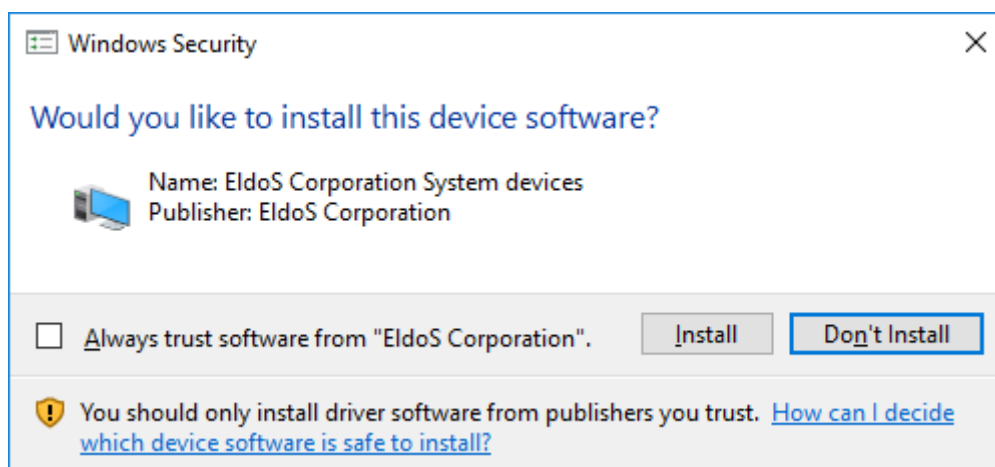 Windows Security
Would you like to install this device software?
Name: EldoS Corporation System devices
Publisher: EldoS Corporation
Always trust software from "EldoS Corporation".
Install
Don't Install
You should only install driver software from publishers you trust. How can I decide
which device software is safe to install?